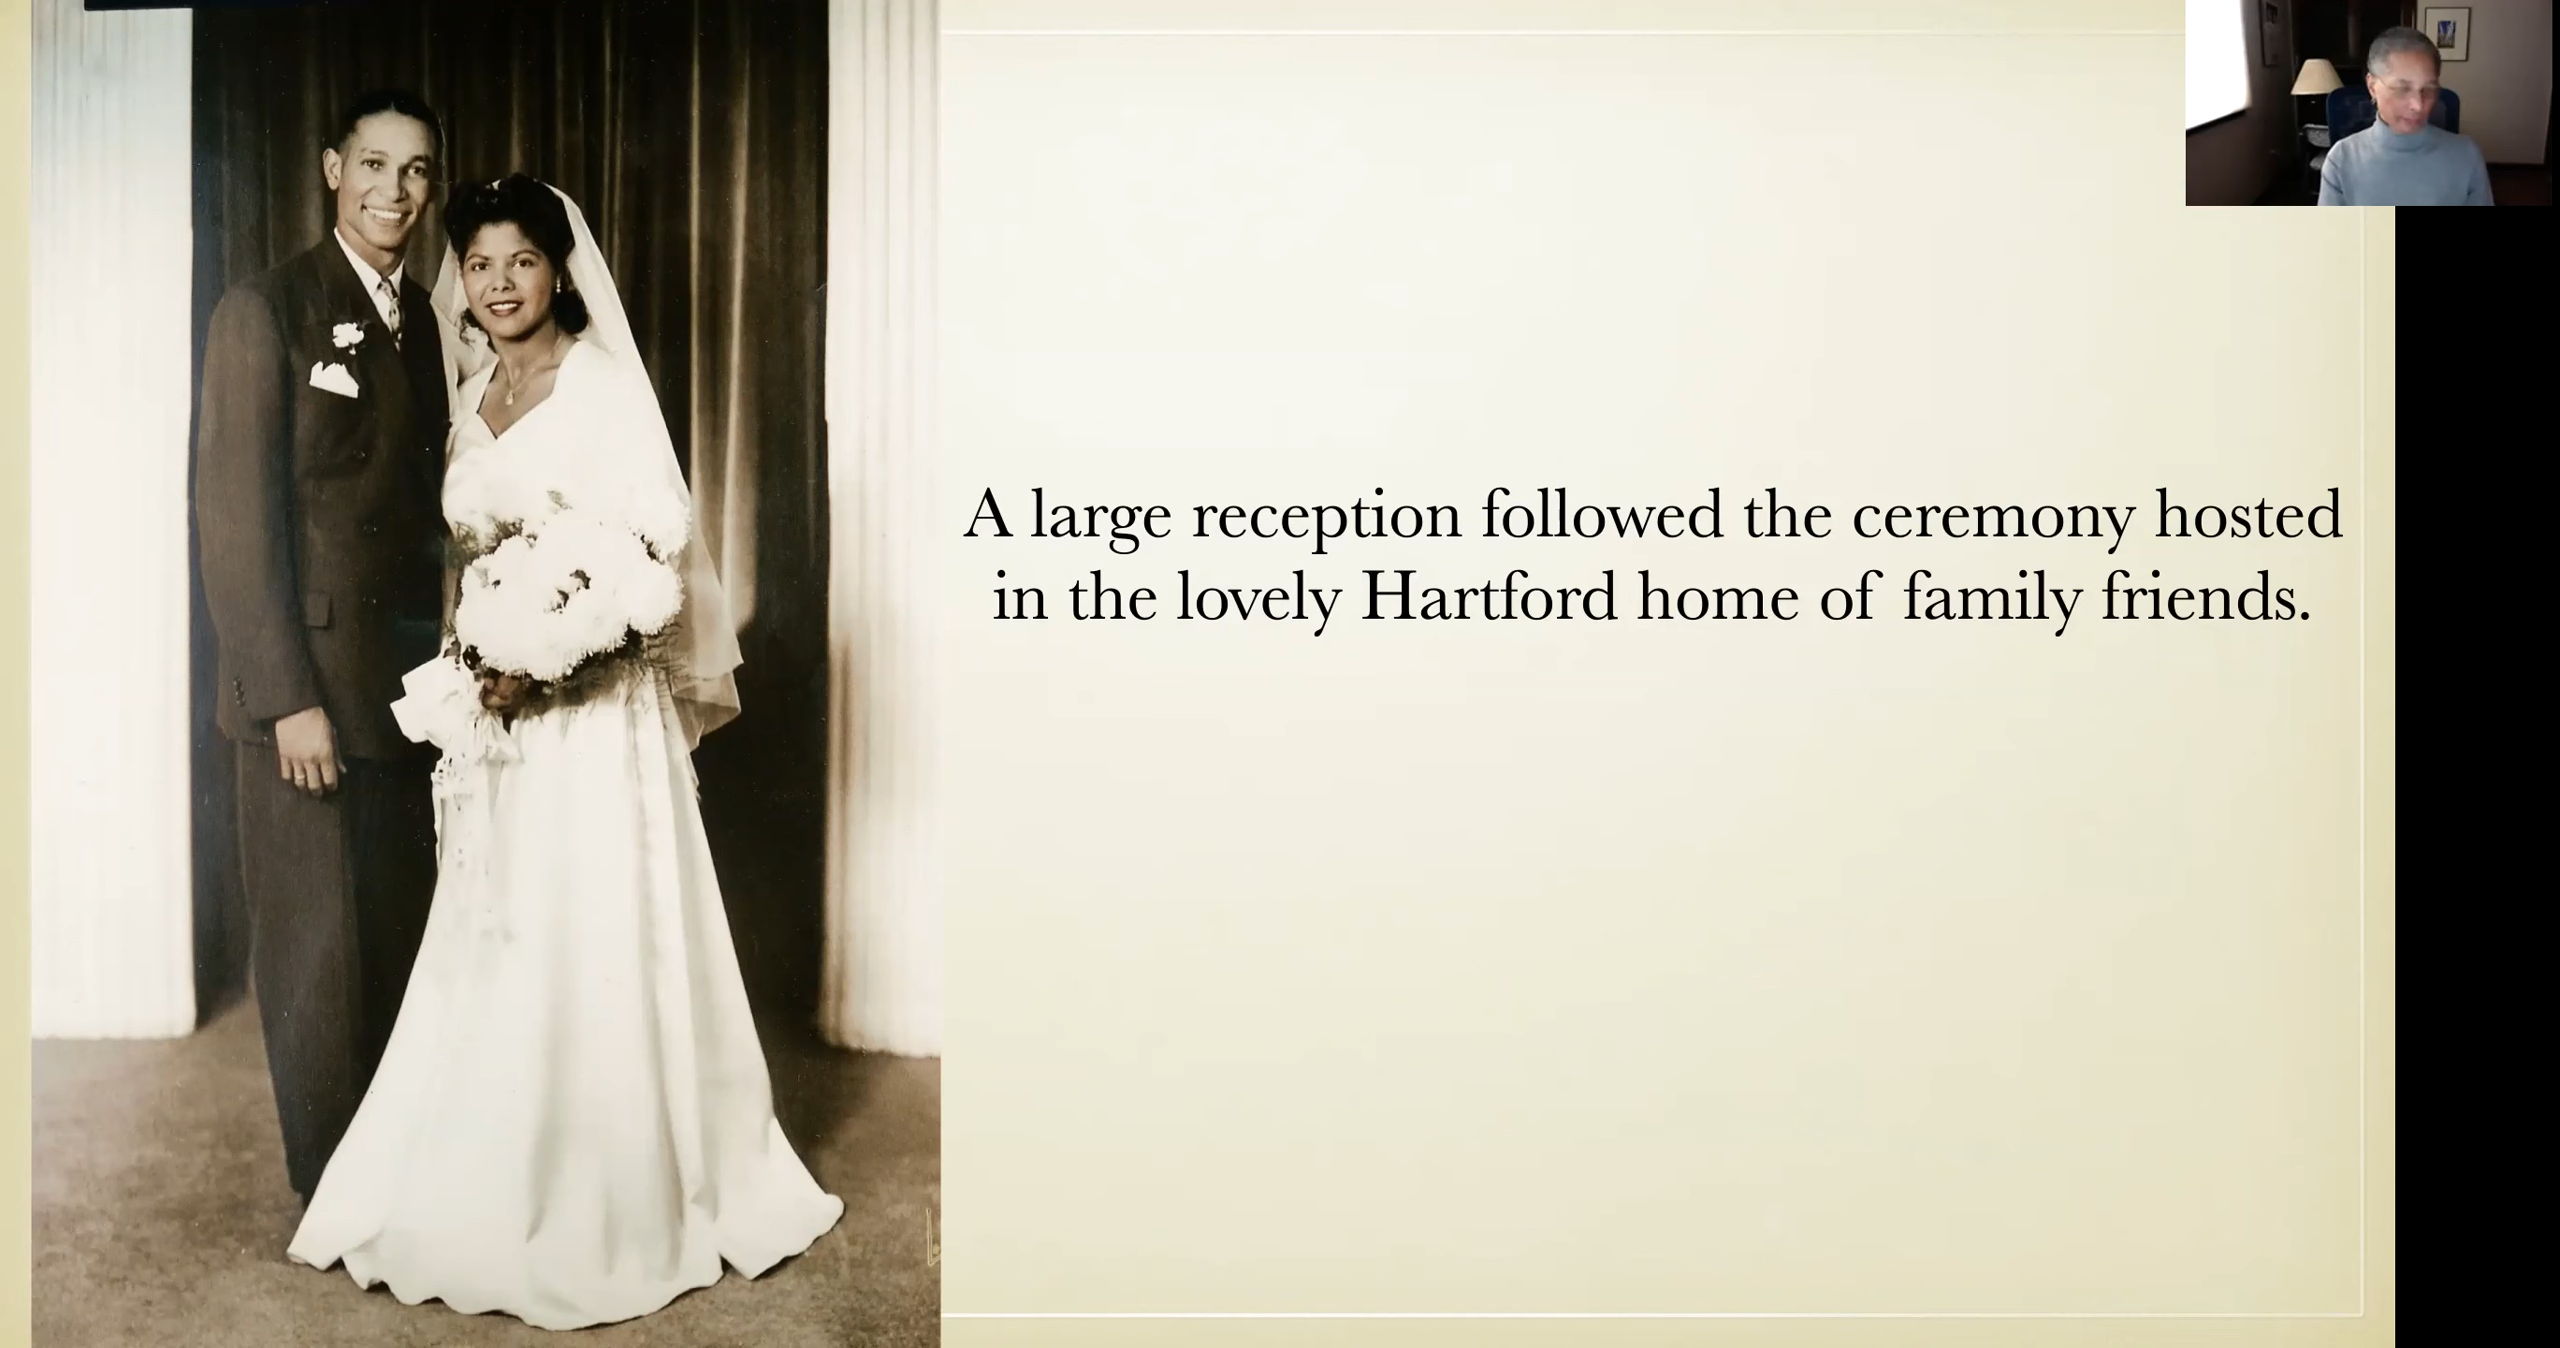 A large reception followed the ceremony hosted
in the lovely Hartford home of family friends.